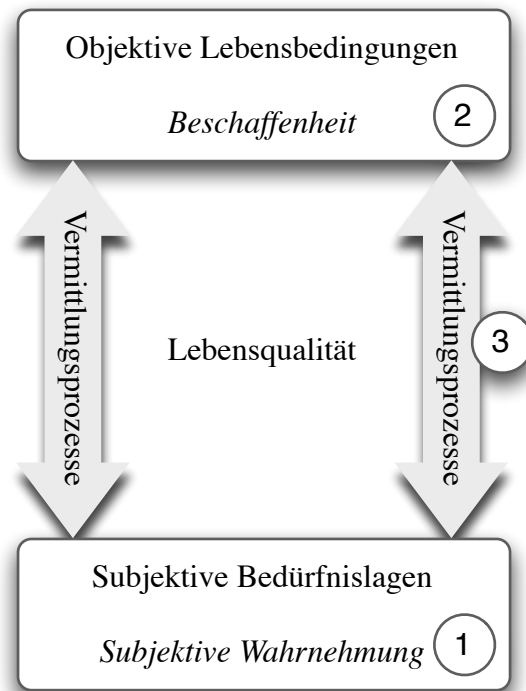 Objektive Lebensbedingungen
Beschaffenheit
2
Vermittlungsprozesse
Lebensqualität
Vermittlungsprozesse
3
Subjektive Bedürfnislagen
Subjektive Wahrnehmung
1